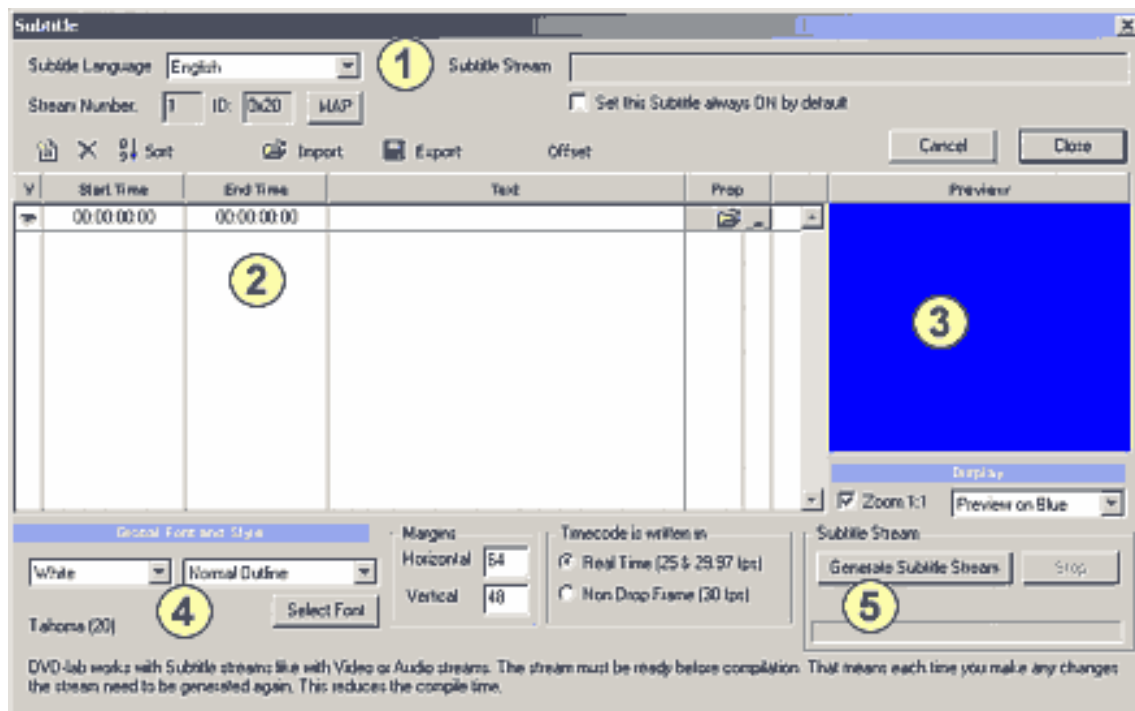 Subtitle
Subtitle Language English 1 Subtitle Stream
Stream Number: 1 ID: 0x20 MAP Set this Subtitle always ON by default
Sort Import Export Offset Cancel Close
V Start Time End Time Text Prop Preview
00:00:00:00 00:00:00:00
2
3
Display
Zoom 1:1 Preview on Blue
Global Font and Style Margins Timecode is written in Subtitle Stream
White Normal Outline Horizontal 64 Real Time (25 & 29.97 fps) Generate Subtitle Stream Stop
4 Select Font Vertical 48 Non Drop Frame (30 fps) 5
Tahoma (20)
DVD-lab works with Subtitle streams like with Video or Audio streams. The stream must be ready before compilation. That means each time you make any changes
the stream need to be generated again. This reduces the compile time.